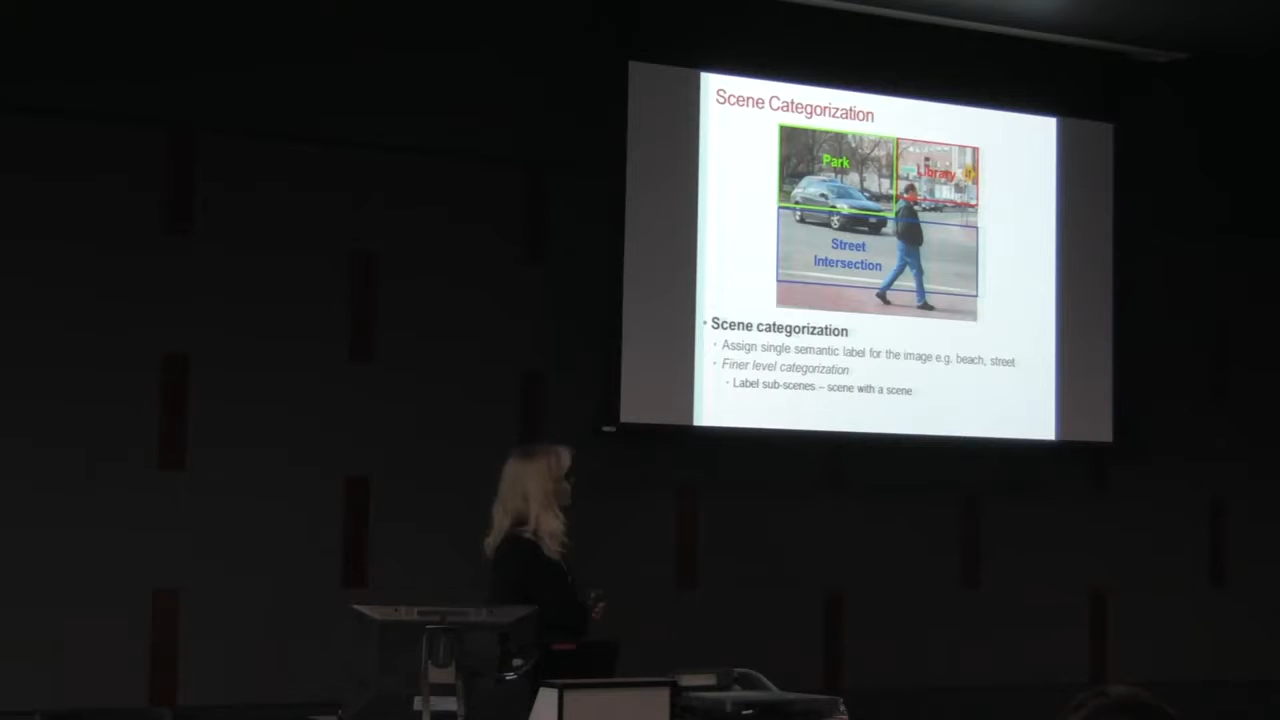 Scene Categorization
Park
Library
Street
Intersection
• Scene categorization
• Assign single semantic label for the image e.g. beach, street
• Finer level categorization
• Label sub-scenes – scene with a scene